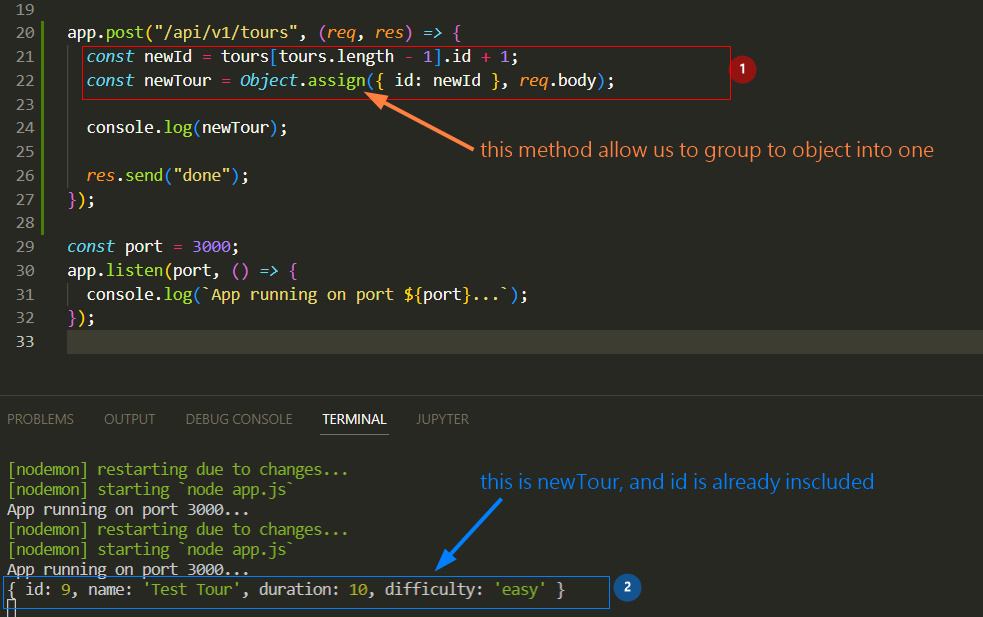 19
20 app.post("/api/v1/tours", (req, res) => {
21 const newId = tours[tours.length - 1].id + 1;
1
22 const newTour = Object.assign({ id: newId }, req.body);
23
24 console.log(newTour);
this method allow us to group to object into one
25
26 res.send("done");
27 });
28
29 const port = 3000;
30 app.listen(port, () => {
31 console.log(`App running on port ${port}...`);
32 });
33
PROBLEMS OUTPUT DEBUG CONSOLE TERMINAL JUPYTER
[nodemon] restarting due to changes...
this is newTour, and id is already inscluded
[nodemon] starting `node app.js`
App running on port 3000...
[nodemon] restarting due to changes...
[nodemon] starting `node app.js`
App running on port 3000...
{ id: 9, name: 'Test Tour', duration: 10, difficulty: 'easy' }
2